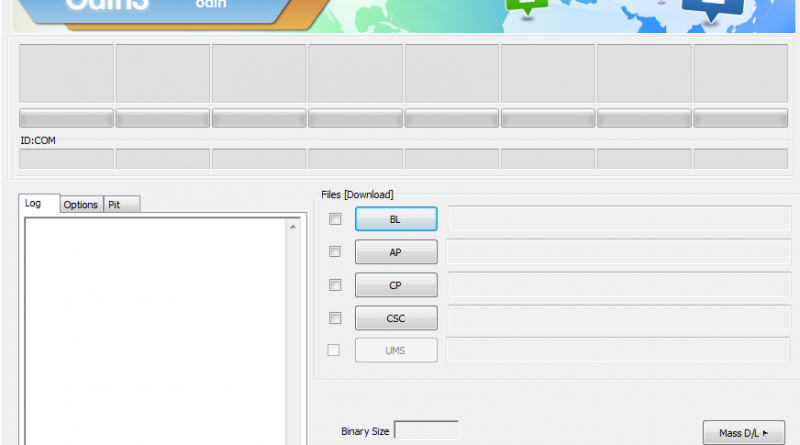 Odin3
odin
ID:COM
Log Options Pit
Files [Download]
BL
AP
CP
CSC
UMS
Binary Size
Mass D/L